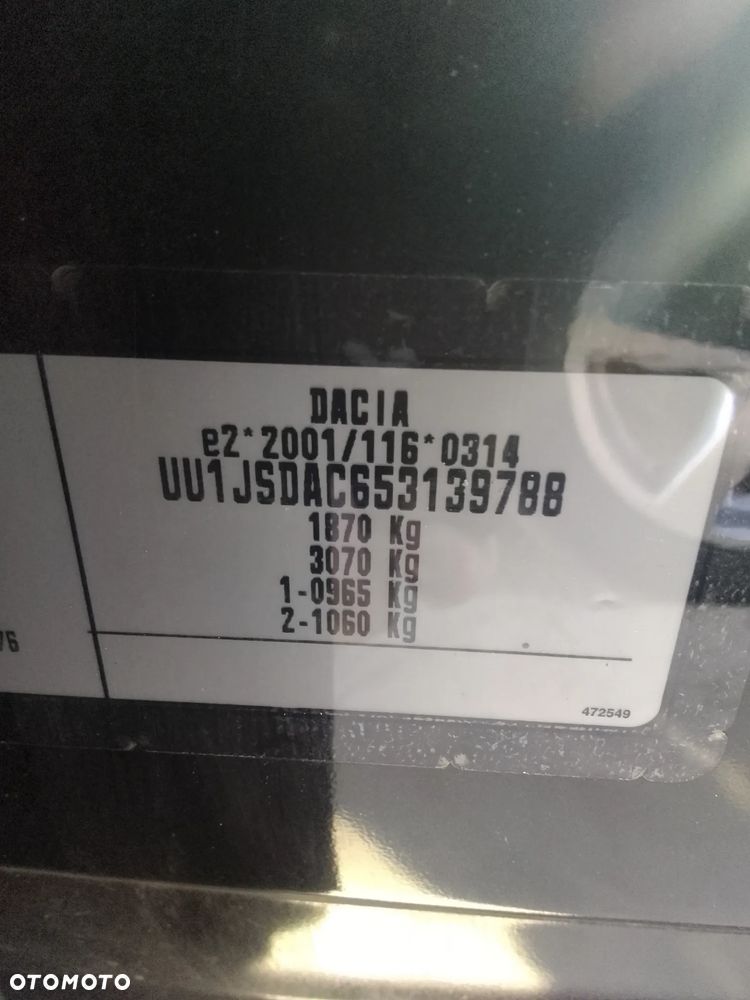 DACIA
e2*2001/116*0314
UU1JSDAC653139788
1870 Kg
3070 Kg
1-0965 Kg
2-1060 Kg
76
472549
OTOMOTO